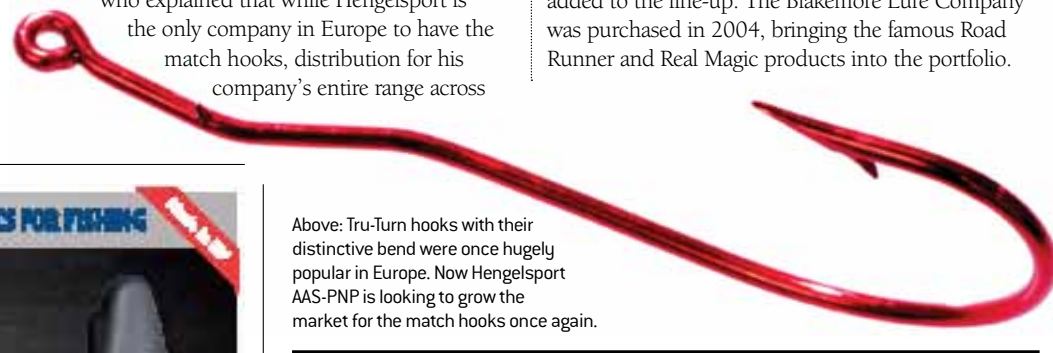 who explained that while Hengelsport is
the only company in Europe to have the
match hooks, distribution for his
company's entire range across
added to the line-up. The Blakemore Lure Company
was purchased in 2004, bringing the famous Road
Runner and Real Magic products into the portfolio.
CS FOR FISHING
Above: Tru-Turn hooks with their
distinctive bend were once hugely
popular in Europe. Now Hengelsport
AAS-PNP is looking to grow the
market for the match hooks once again.